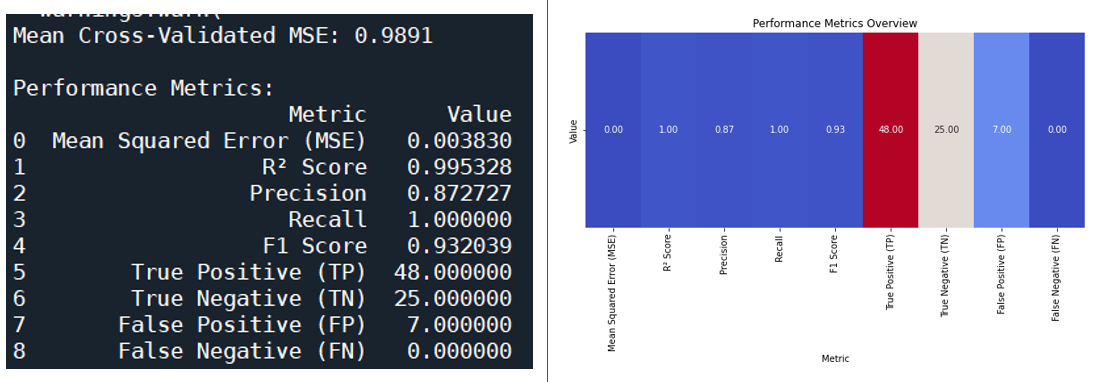 warnings.warn(
Mean Cross-Validated MSE: 0.9891
Performance Metrics:
Metric Value
0 Mean Squared Error (MSE) 0.003830
1 R² Score 0.995328
2 Precision 0.872727
3 Recall 1.000000
4 F1 Score 0.932039
5 True Positive (TP) 48.000000
6 True Negative (TN) 25.000000
7 False Positive (FP) 7.000000
8 False Negative (FN) 0.000000
Performance Metrics Overview
Value
0.00 1.00 0.87 1.00 0.93 48.00 25.00 7.00 0.00
Mean Squared Error (MSE)
R² Score
Precision
Recall
F1 Score
True Positive (TP)
True Negative (TN)
False Positive (FP)
False Negative (FN)
Metric